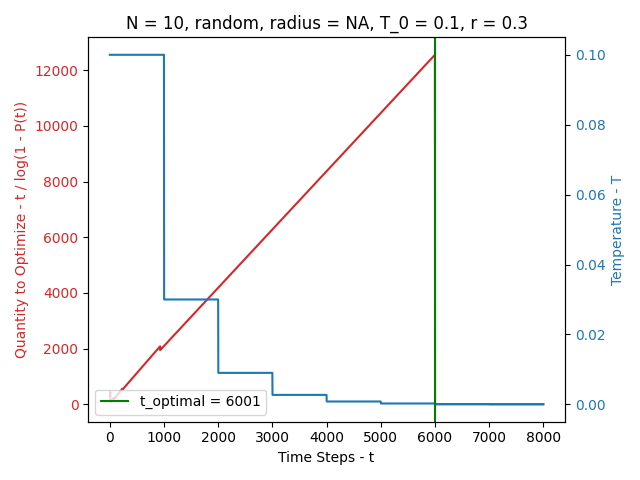 N = 10, random, radius = NA, T_0 = 0.1, r = 0.3
Quantity to Optimize - t / log(1 - P(t))
12000
10000
8000
6000
4000
2000
0
0.10
0.08
0.06
0.04
0.02
0.00
Temperature - T
t_optimal = 6001
0 1000 2000 3000 4000 5000 6000 7000 8000
Time Steps - t